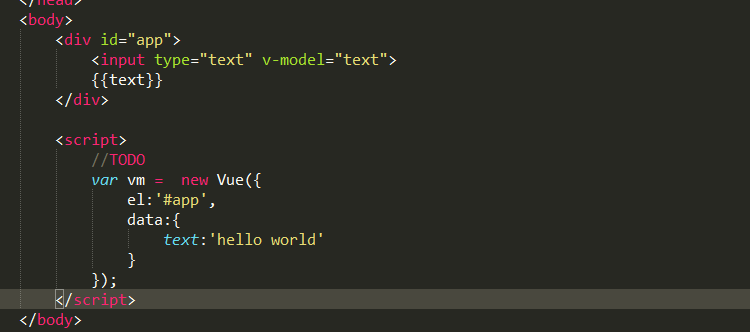 </head>
<body>
<div id="app">
<input type="text" v-model="text">
{{text}}
</div>
<script>
//TODO
var vm =  new Vue({
el:'#app',
data:{
text:'hello world'
}
});
</script>
</body>